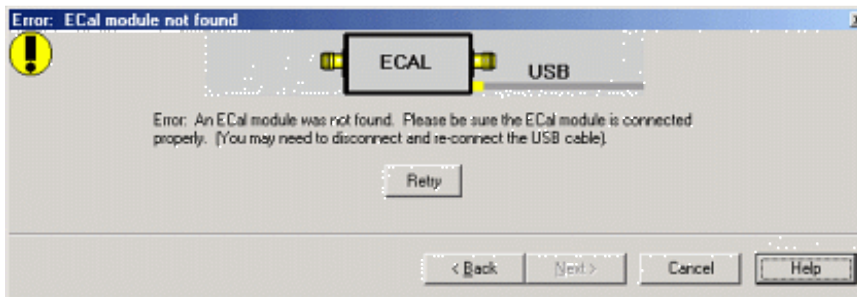 Error: ECal module not found
ECAL
USB
Error: An ECal module was not found. Please be sure the ECal module is connected
properly. (You may need to disconnect and re-connect the USB cable).
Retry
< Back
Next >
Cancel
Help